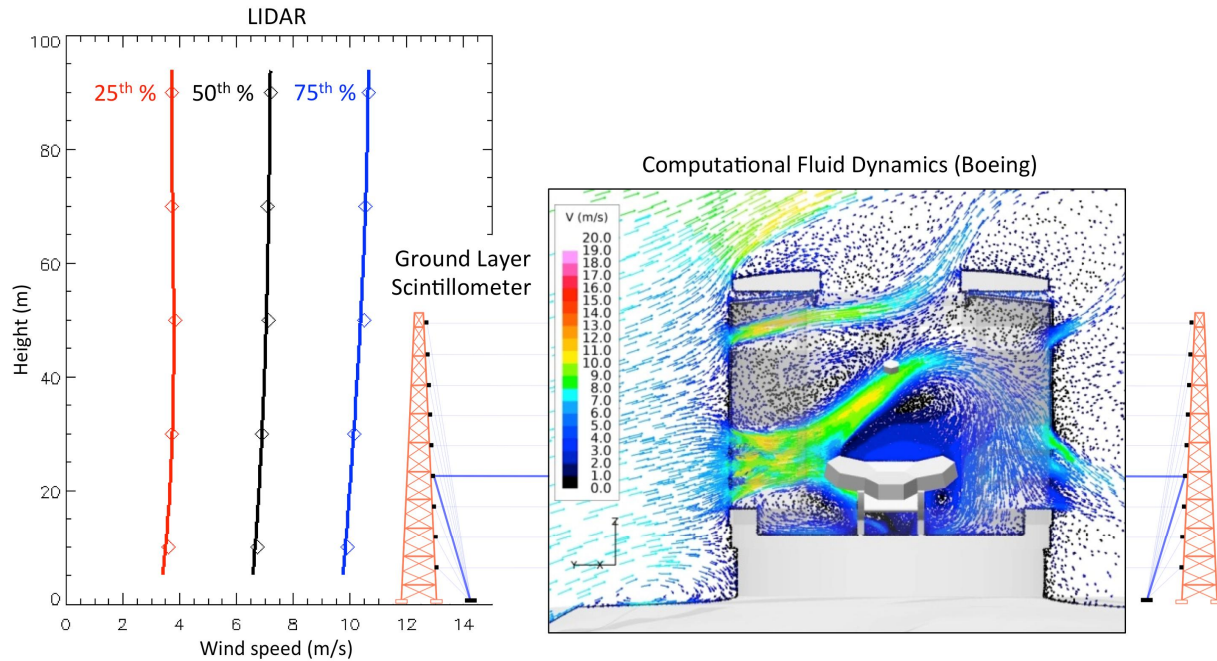 LIDAR
100
80
60
40
20
0
Height (m)
25th %
50th %
75th %
0
2
4
6
8
10
12
14
Wind speed (m/s)
Ground Layer
Scintillometer
Computational Fluid Dynamics (Boeing)
V (m/s)
20.0
19.0
18.0
17.0
16.0
15.0
14.0
13.0
12.0
11.0
10.0
9.0
8.0
7.0
6.0
5.0
4.0
3.0
2.0
1.0
0.0
Z
Y
X